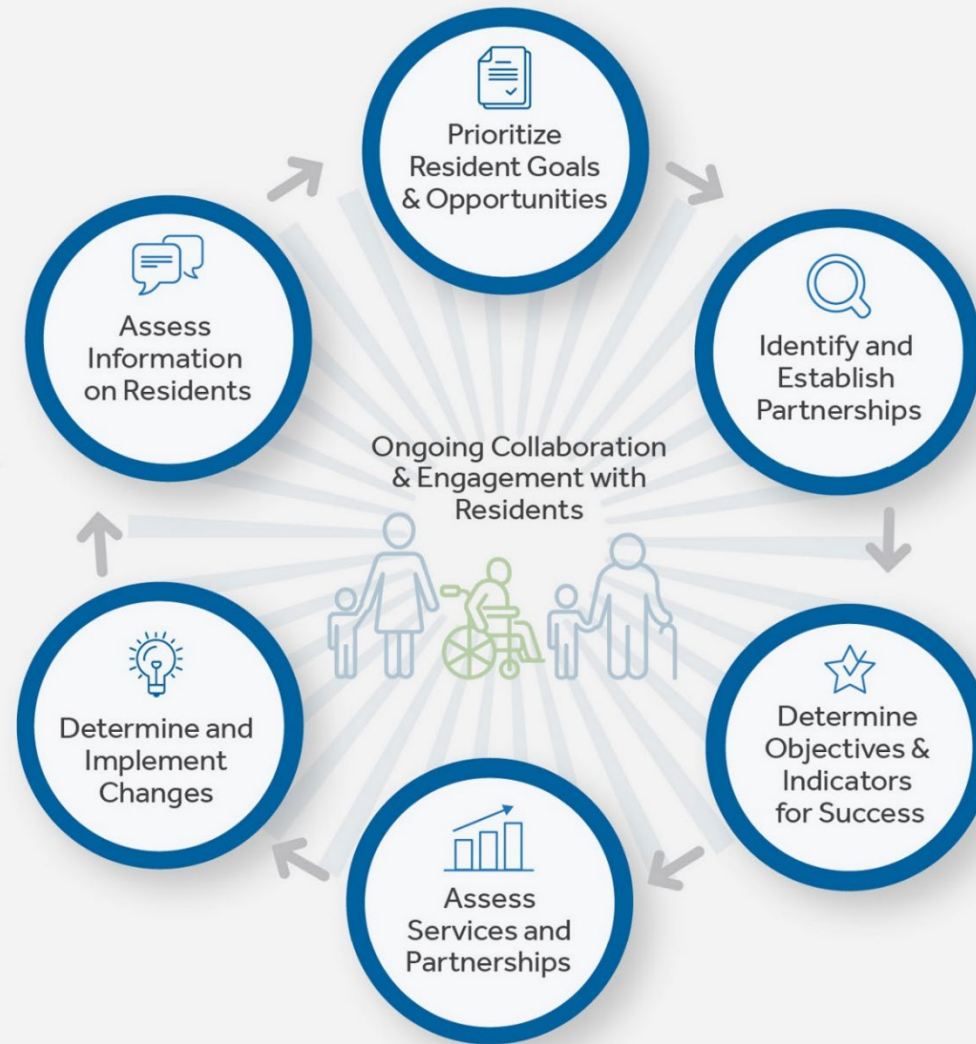 Prioritize
Resident Goals
& Opportunities
Identify and
Establish
Partnerships
Determine
Objectives &
Indicators
for Success
Assess
Services and
Partnerships
Determine and
Implement
Changes
Assess
Information
on Residents
Ongoing Collaboration
& Engagement with
Residents